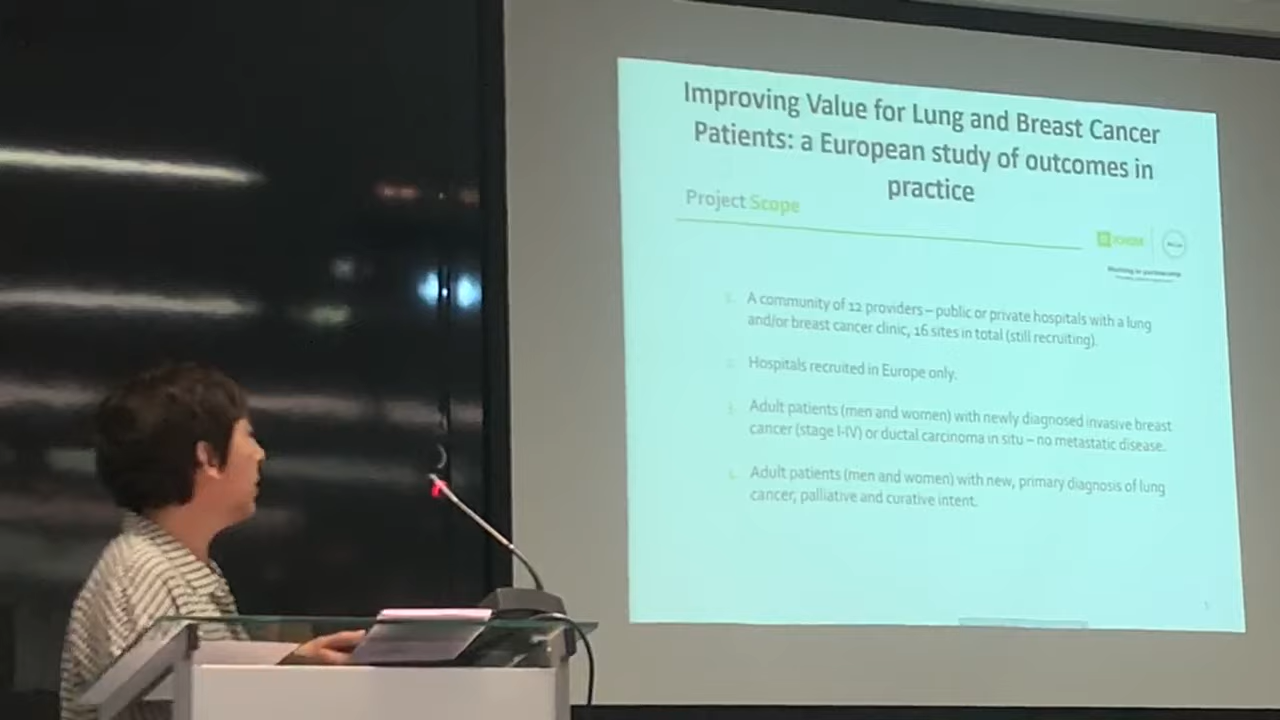 Improving Value for Lung and Breast Cancer
Patients: a European study of outcomes in
practice
Project Scope
Working in partnership
A community of 12 providers – public or private hospitals with a lung
and/or breast cancer clinic, 16 sites in total (still recruiting).
Hospitals recruited in Europe only.
Adult patients (men and women) with newly diagnosed invasive breast
cancer (stage I-IV) or ductal carcinoma in situ – no metastatic disease.
Adult patients (men and women) with new, primary diagnosis of lung
cancer, palliative and curative intent.